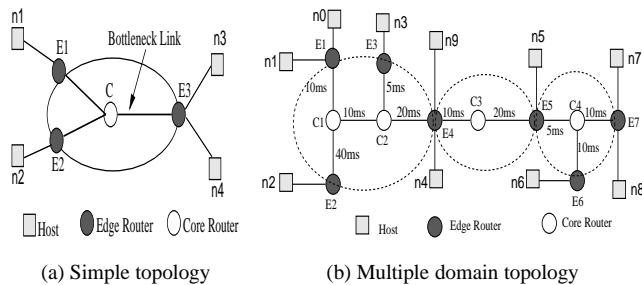 n1
E1
Bottleneck Link
n3
C
E3
E2
n2
n4
Host
Edge Router
Core Router
(a) Simple topology
n0
n3
n9
n5
n7
n1
E1
E3
10ms
5ms
10ms
20ms
10ms
C3
20ms
E5
C4
10ms
C1
C2
E4
5ms
E7
40ms
10ms
n2
E2
n4
n6
E6
n8
Host
Edge Router
Core Router
(b) Multiple domain topology